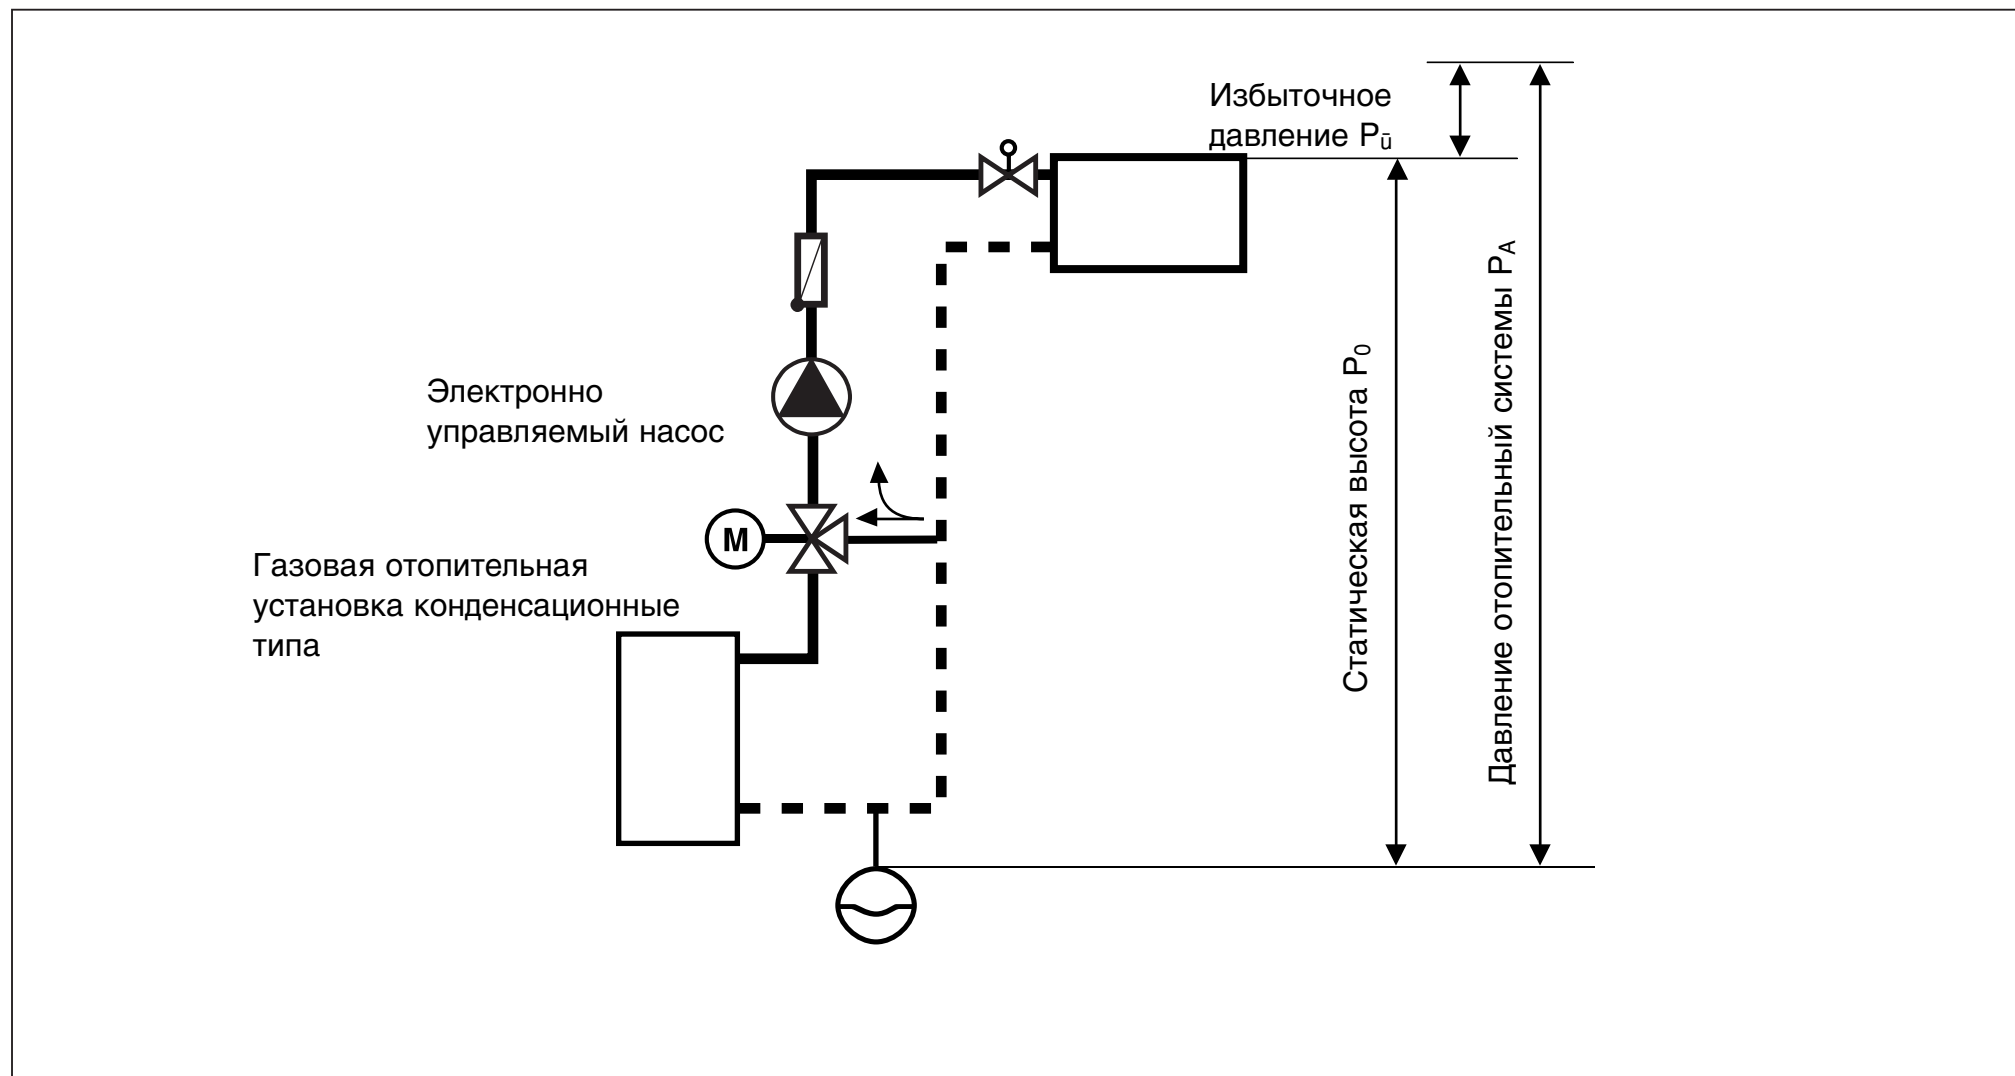 Избыточное
давление Pū
Электронно
управляемый насос
M
Газовая отопительная
установка конденсационные
типа
Статическая высота P0
Давление отопительный системы PA